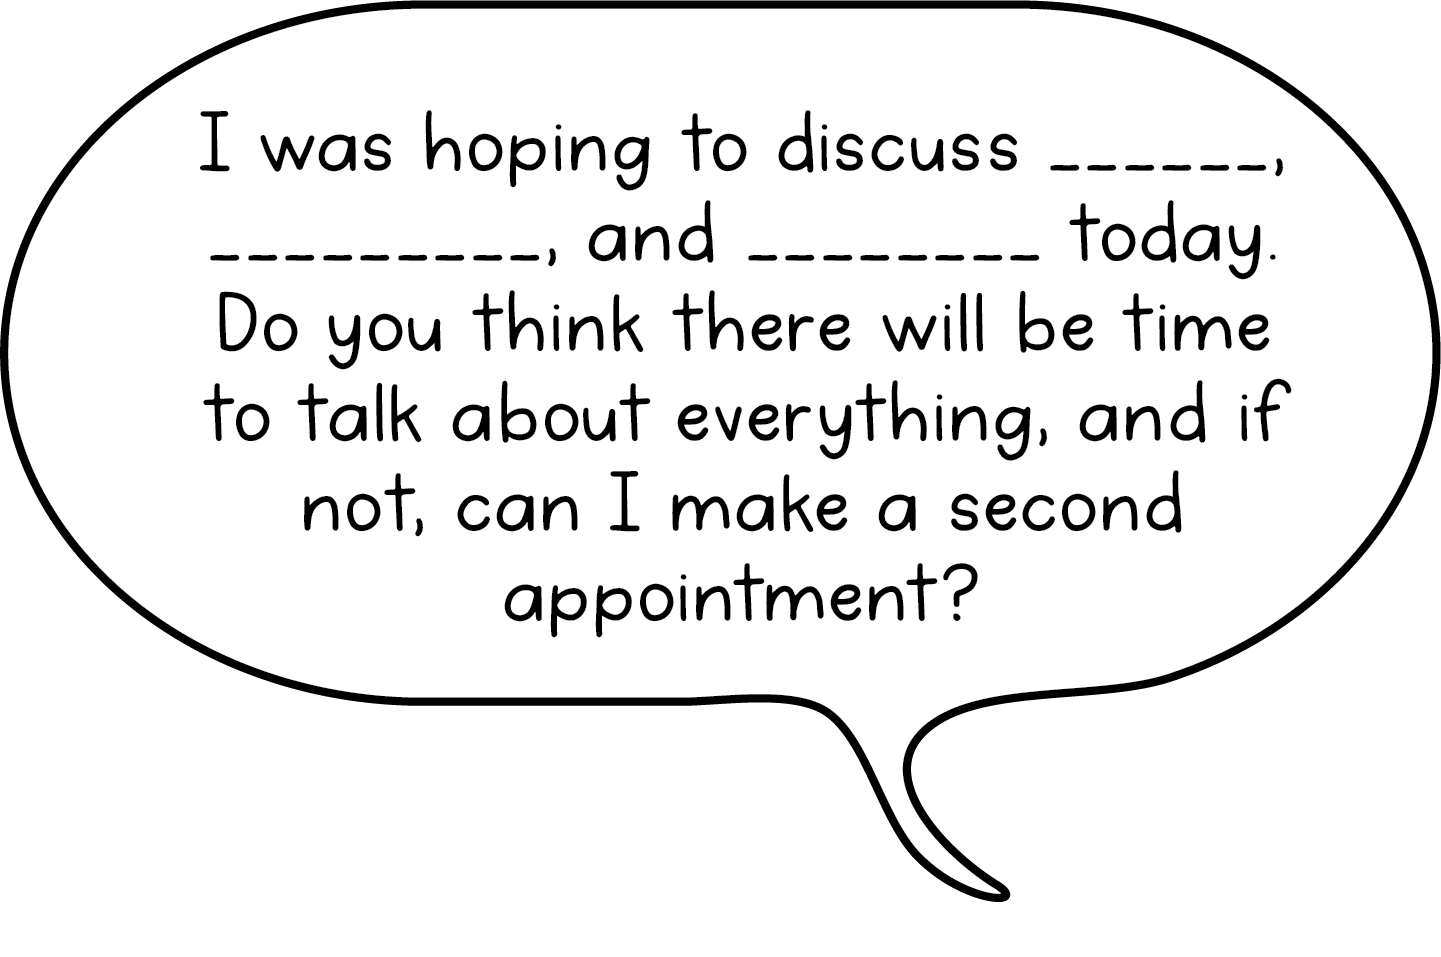 I was hoping to discuss ______,
_________, and ________ today.
Do you think there will be time
to talk about everything, and if
not, can I make a second
appointment?